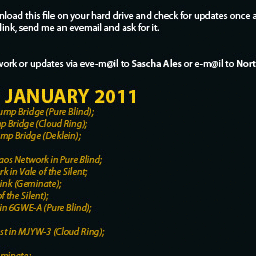 nload this file on your hard drive and check for updates once a
link, send me an evemail and ask for it.
work or updates via eve-m@il to Sascha Ales or e-m@il to Nort
JANUARY 2011
ump Bridge (Pure Blind);
p Bridge (Cloud Ring);
mp Bridge (Deklein);
aos Network in Pure Blind;
rk in Vale of the Silent;
ink (Geminate);
f the Silent);
in 6GWE-A (Pure Blind);
st in MJYW-3 (Cloud Ring);
minate;